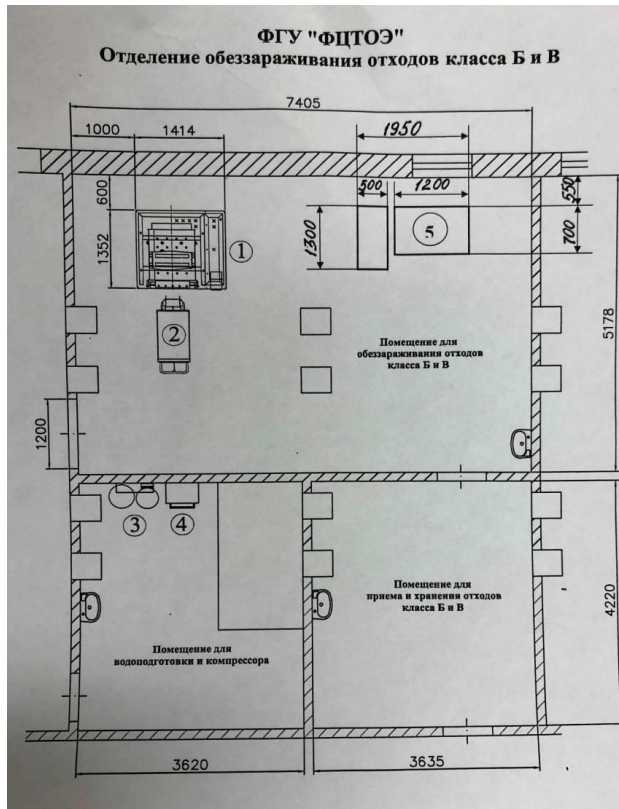 ФГУ "ФЦТОЭ"
Отделение обеззараживания отходов класса Б и В
7405
1000
1414
1950
600
500
1200
550
1352
1300
700
1
5
2
5178
Помещение для
обеззараживания отходов
класса Б и В
1200
3
4
Помещение для
приема и хранения отходов
класса Б и В
4220
Помещение для
водоподготовки и компрессора
3620
3635